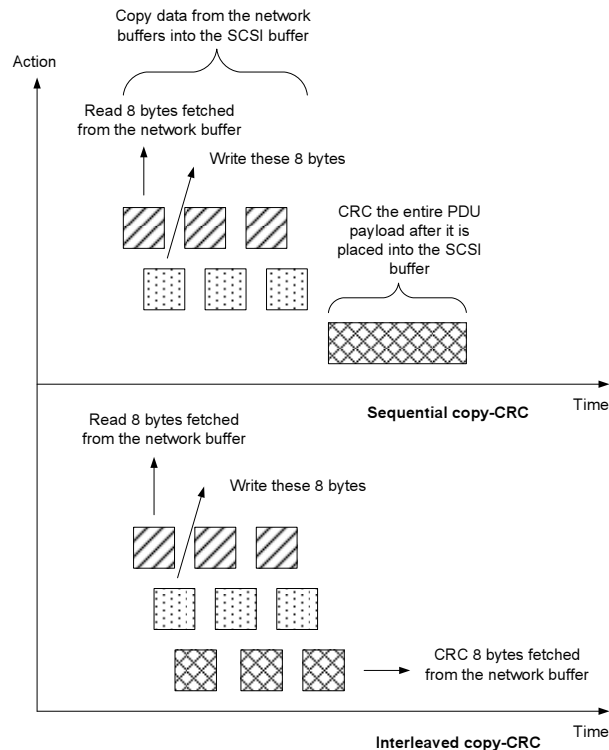 Copy data from the network
buffers into the SCSI buffer
Action
Read 8 bytes fetched
from the network buffer
Write these 8 bytes
CRC the entire PDU
payload after it is
placed into the SCSI
buffer
Sequential copy-CRC
Time
Read 8 bytes fetched
from the network buffer
Write these 8 bytes
CRC 8 bytes fetched
from the network buffer
Time
Interleaved copy-CRC